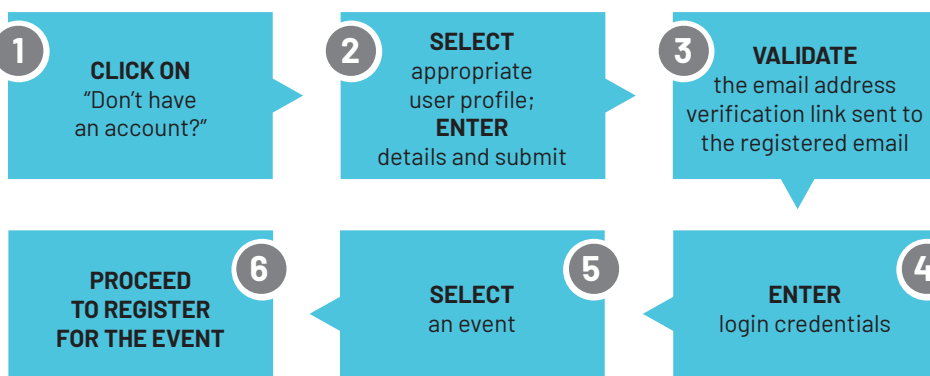 1
CLICK ON
"Don't have
an account?"
2
SELECT
appropriate
user profile;
ENTER
details and submit
3
VALIDATE
the email address
verification link sent to
the registered email
4
ENTER
login credentials
5
SELECT
an event
6
PROCEED
TO REGISTER
FOR THE EVENT